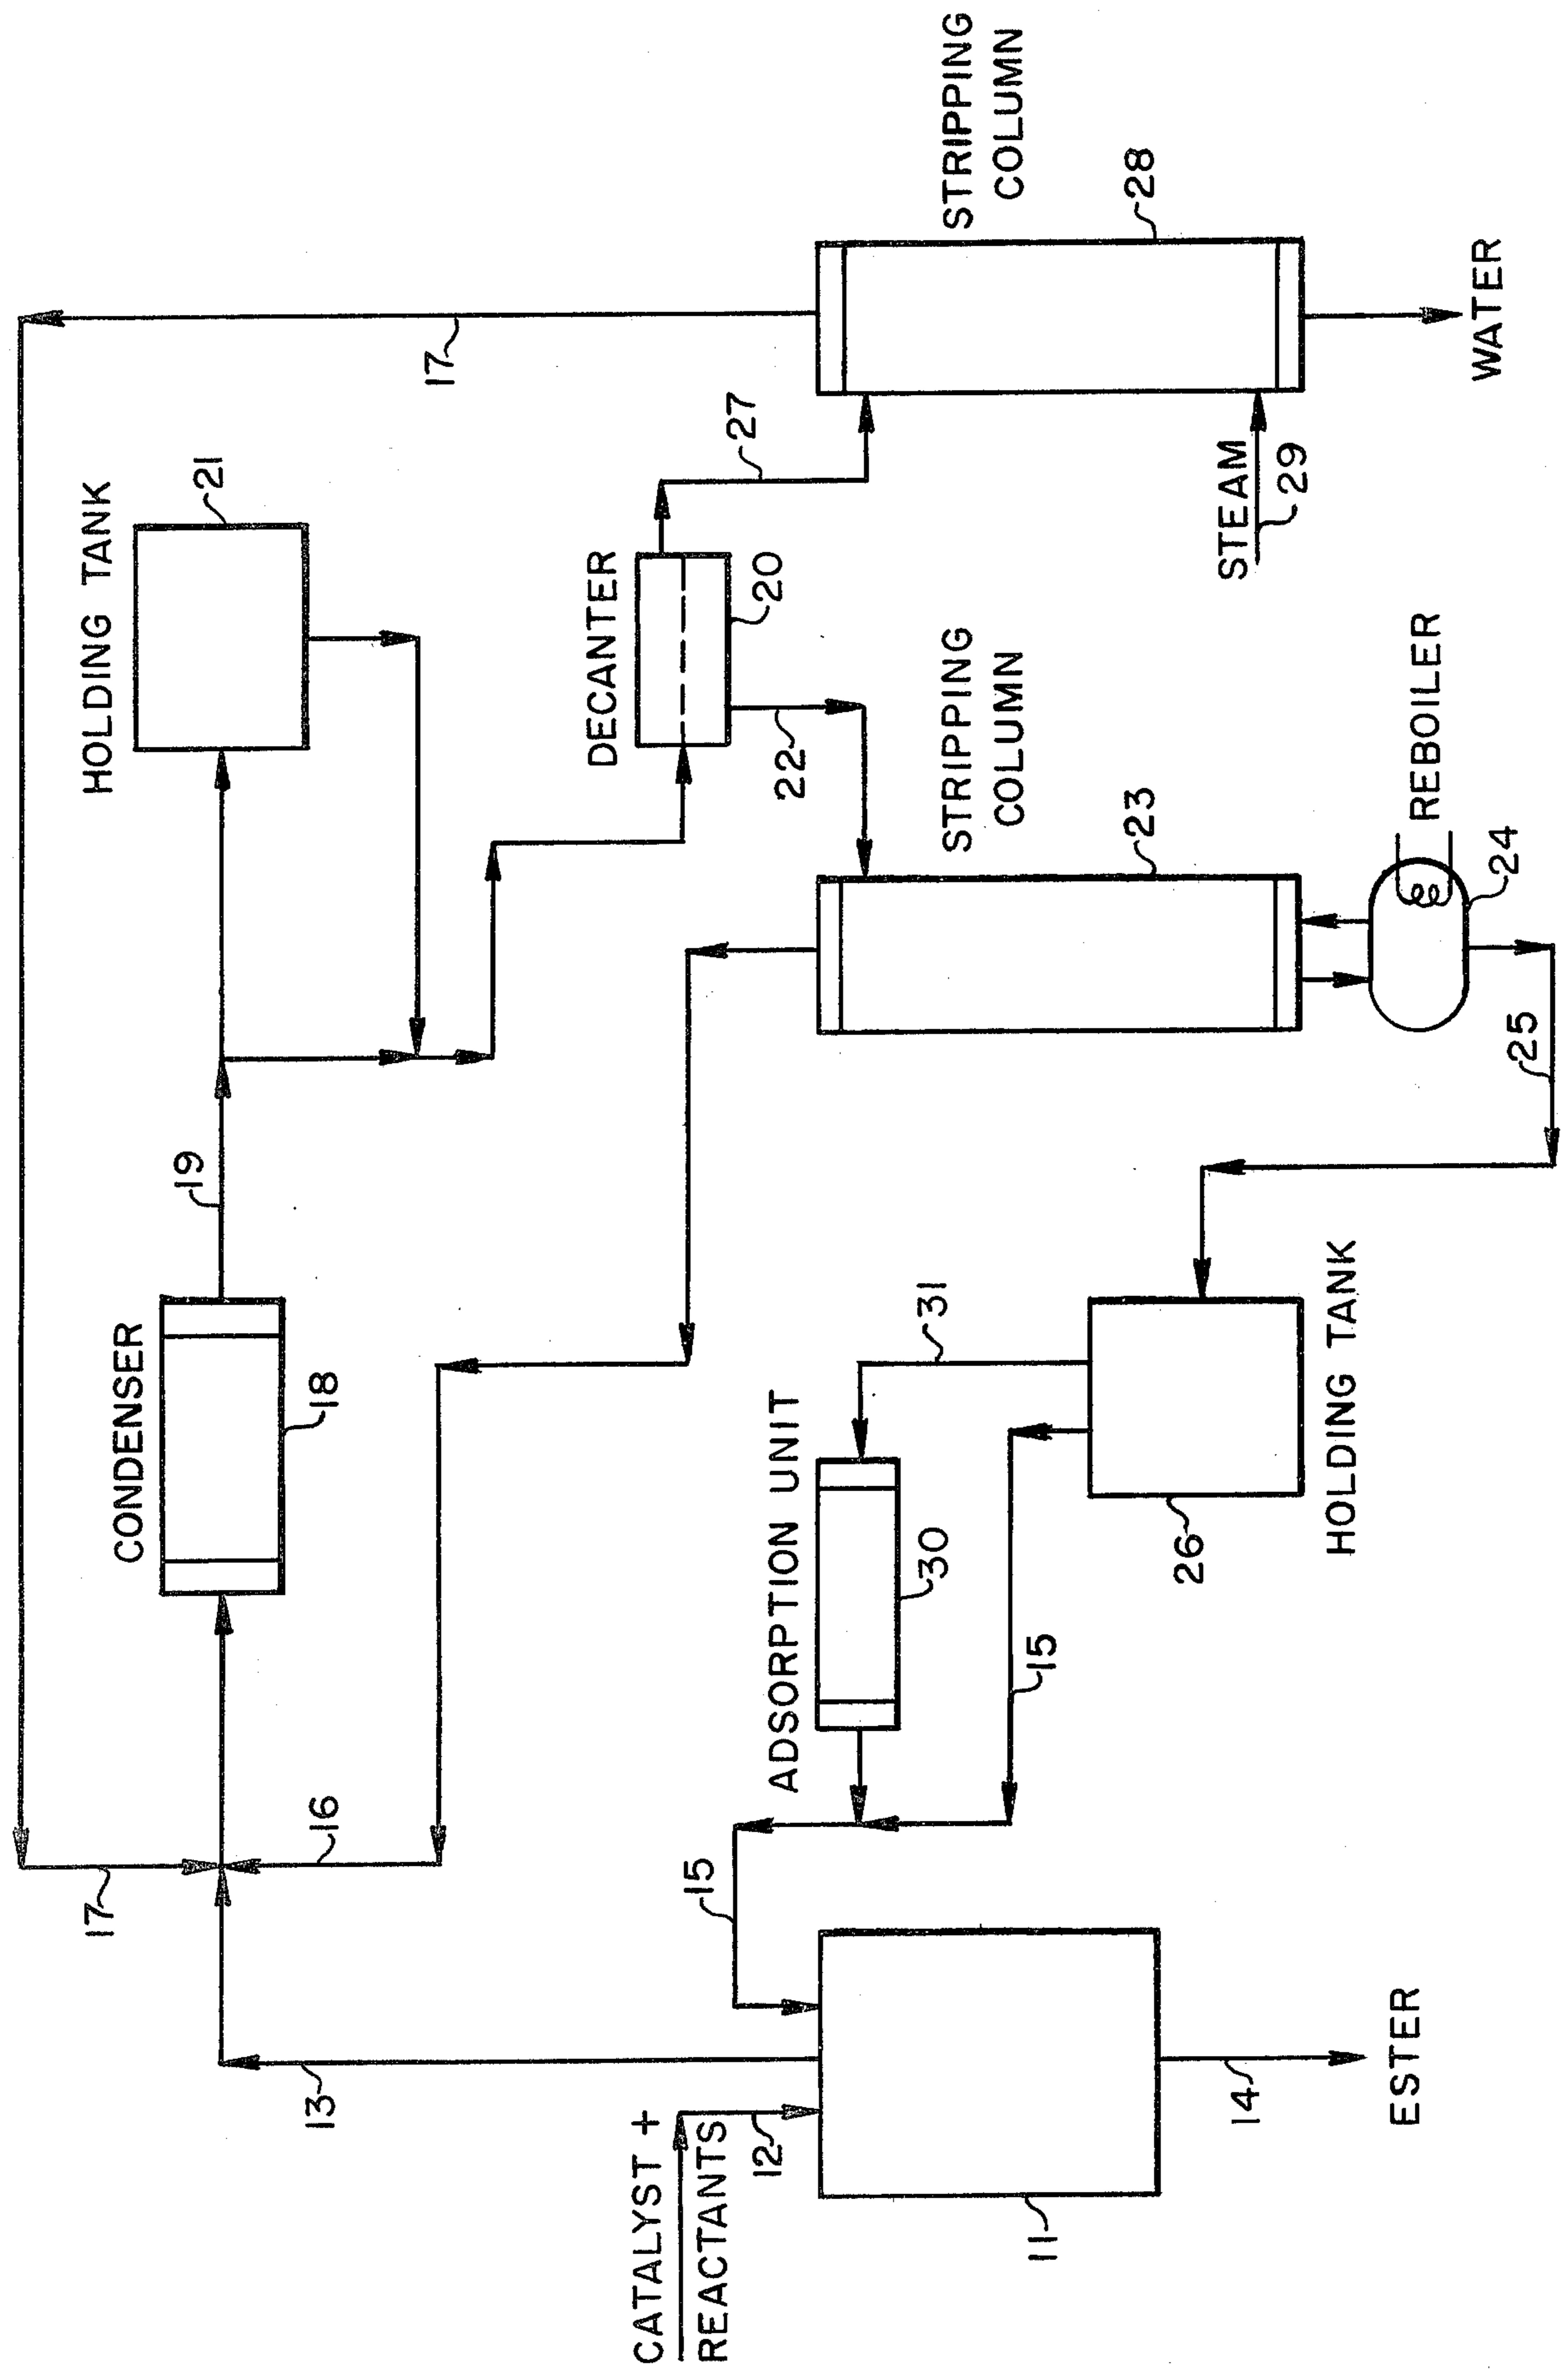 17
HOLDING TANK
21
19
CONDENSER
18
17
16
13
STRIPPING
COLUMN
28
27
DECANTER
20
22
STEAM
29
WATER
STRIPPING
COLUMN
23
REBOILER
24
25
31
ADSORPTION UNIT
30
15
26
HOLDING TANK
15
CATALYST +
REACTANTS
12
11
14
ESTER